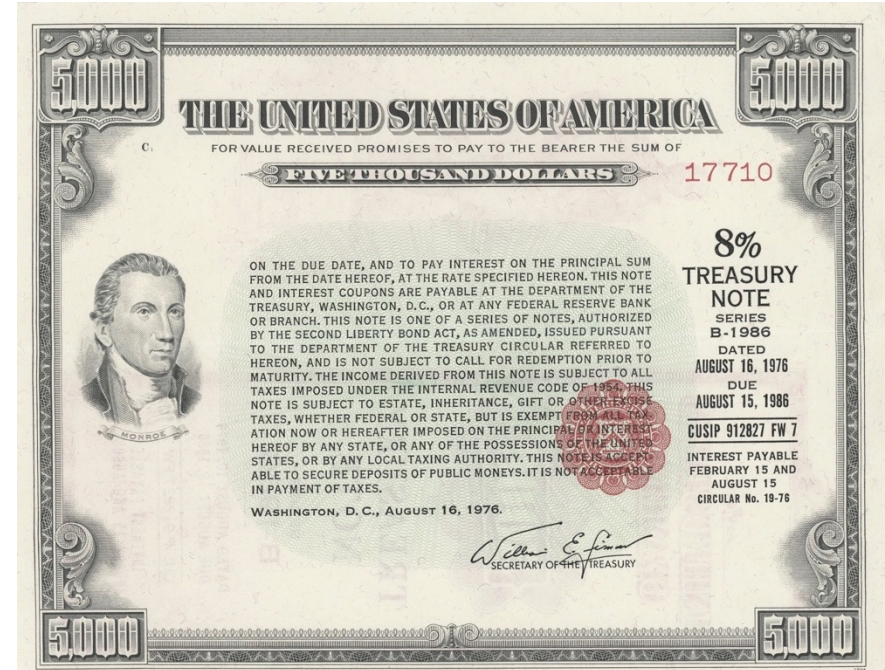 5,000
5,000
THE UNITED STATES OF AMERICA
C1
FOR VALUE RECEIVED PROMISES TO PAY TO THE BEARER THE SUM OF
FIVE THOUSAND DOLLARS
17710
ON THE DUE DATE, AND TO PAY INTEREST ON THE PRINCIPAL SUM
FROM THE DATE HEREOF, AT THE RATE SPECIFIED HEREON. THIS NOTE
AND INTEREST COUPONS ARE PAYABLE AT THE DEPARTMENT OF THE
TREASURY, WASHINGTON, D.C., OR AT ANY FEDERAL RESERVE BANK
OR BRANCH. THIS NOTE IS ONE OF A SERIES OF NOTES, AUTHORIZED
BY THE SECOND LIBERTY BOND ACT, AS AMENDED, ISSUED PURSUANT
TO THE DEPARTMENT OF THE TREASURY CIRCULAR REFERRED TO
HEREON, AND IS NOT SUBJECT TO CALL FOR REDEMPTION PRIOR TO
MATURITY. THE INCOME DERIVED FROM THIS NOTE IS SUBJECT TO ALL
TAXES IMPOSED UNDER THE INTERNAL REVENUE CODE OF 1954. THIS
NOTE IS SUBJECT TO ESTATE, INHERITANCE, GIFT OR OTHER EXCISE
TAXES, WHETHER FEDERAL OR STATE, BUT IS EXEMPT FROM ALL TAX-
ATION NOW OR HEREAFTER IMPOSED ON THE PRINCIPAL OR INTEREST
HEREOF BY ANY STATE, OR ANY OF THE POSSESSIONS OF THE UNITED
STATES, OR BY ANY LOCAL TAXING AUTHORITY. THIS NOTE IS ACCEPT-
ABLE TO SECURE DEPOSITS OF PUBLIC MONEYS. IT IS NOT ACCEPTABLE
IN PAYMENT OF TAXES.
WASHINGTON, D. C., AUGUST 16, 1976.
MONROE
8%
TREASURY
NOTE
SERIES
B-1986
DATED
AUGUST 16, 1976
DUE
AUGUST 15, 1986
CUSIP 912827 FW 7
INTEREST PAYABLE
FEBRUARY 15 AND
AUGUST 15
CIRCULAR No. 19-76
William E. Simon
SECRETARY OF THE TREASURY
5,000
5,000